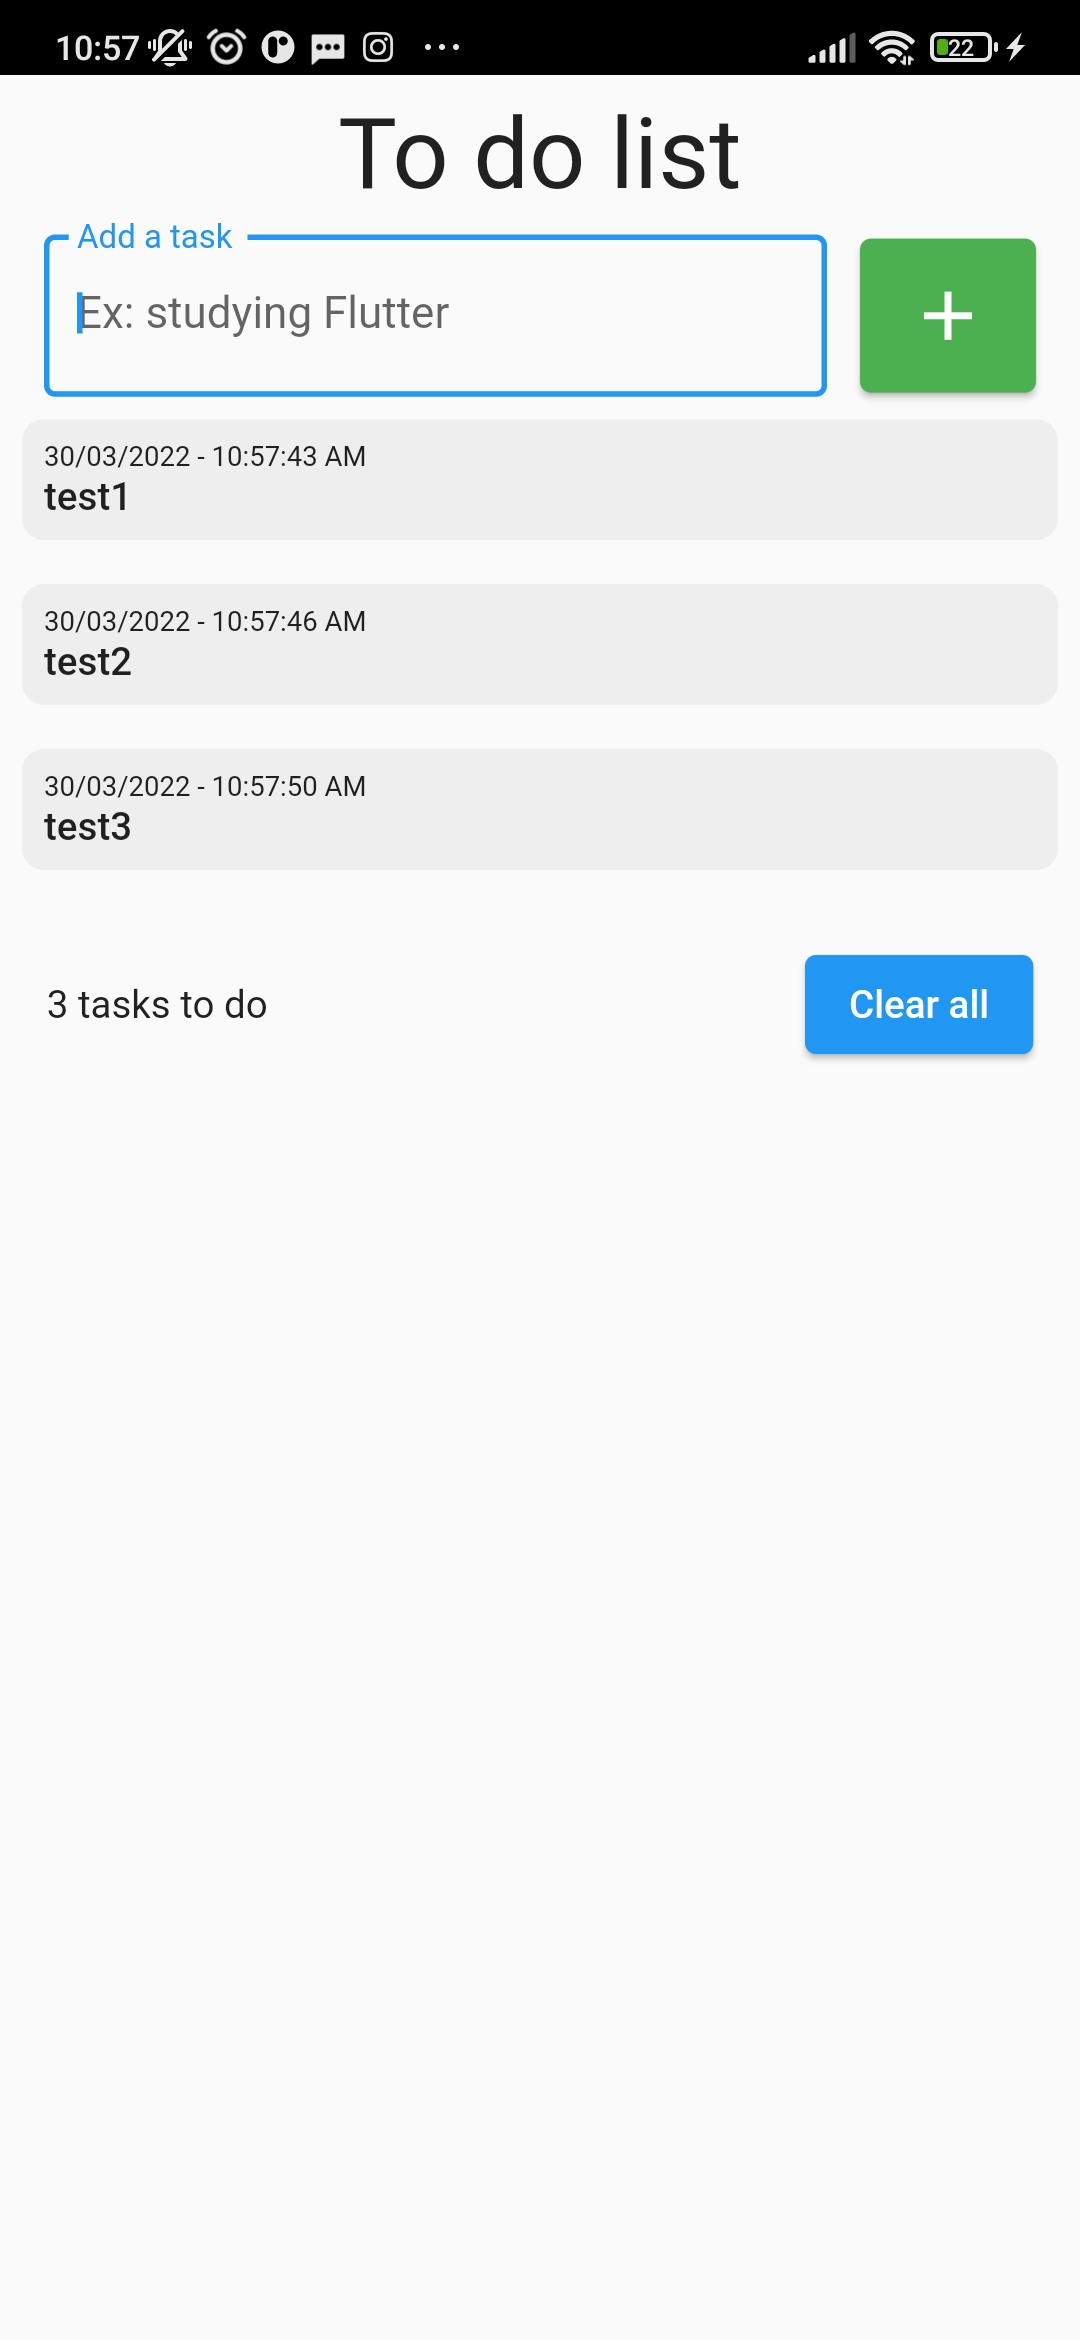 10:57 22
To do list
Add a task
Ex: studying Flutter
30/03/2022 - 10:57:43 AM
test1
30/03/2022 - 10:57:46 AM
test2
30/03/2022 - 10:57:50 AM
test3
3 tasks to do
Clear all